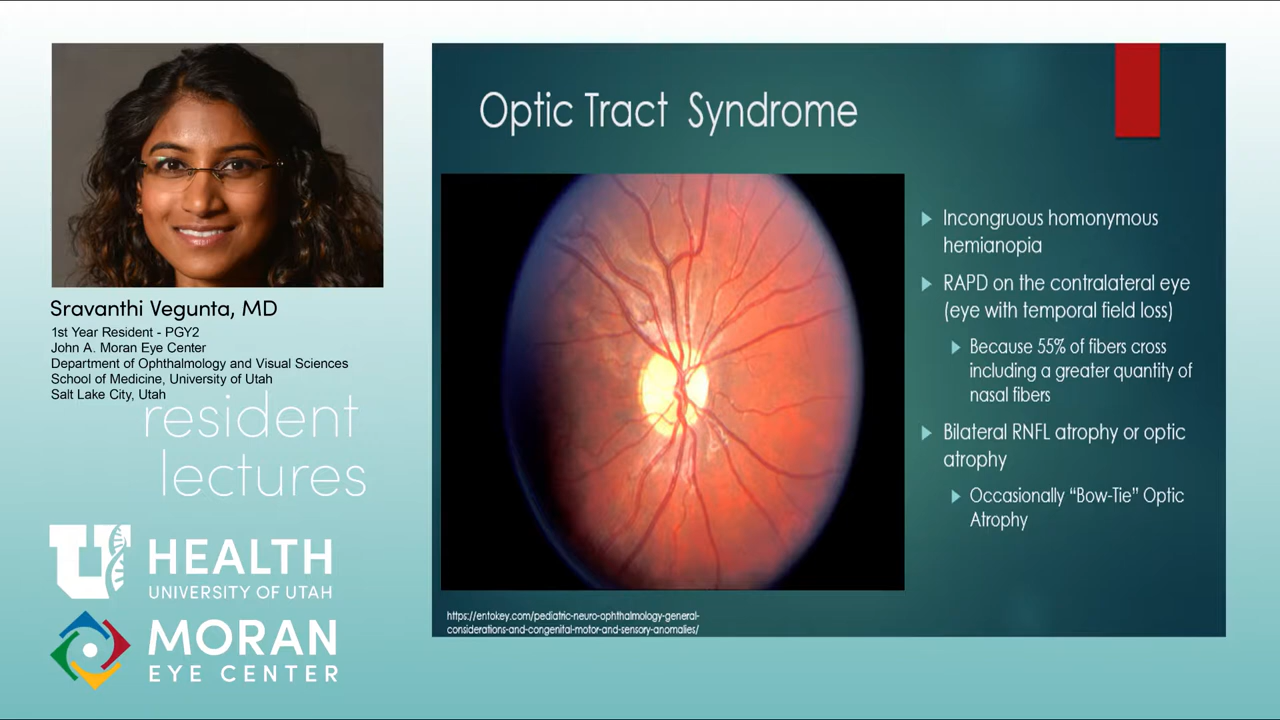 Sravanthi Vegunta, MD
1st Year Resident - PGY2
John A. Moran Eye Center
Department of Ophthalmology and Visual Sciences
School of Medicine, University of Utah
Salt Lake City, Utah
resident
lectures
U HEALTH
UNIVERSITY OF UTAH
MORAN
EYE CENTER
Optic Tract Syndrome
Incongruous homonymous
hemianopia
RAPD on the contralateral eye
(eye with temporal field loss)
Because 55% of fibers cross
including a greater quantity of
nasal fibers
Bilateral RNFL atrophy or optic
atrophy
Occasionally “Bow-Tie” Optic
Atrophy
https://entokey.com/pediatric-neuro-ophthalmology-general-
considerations-and-congenital-motor-and-sensory-anomalies/